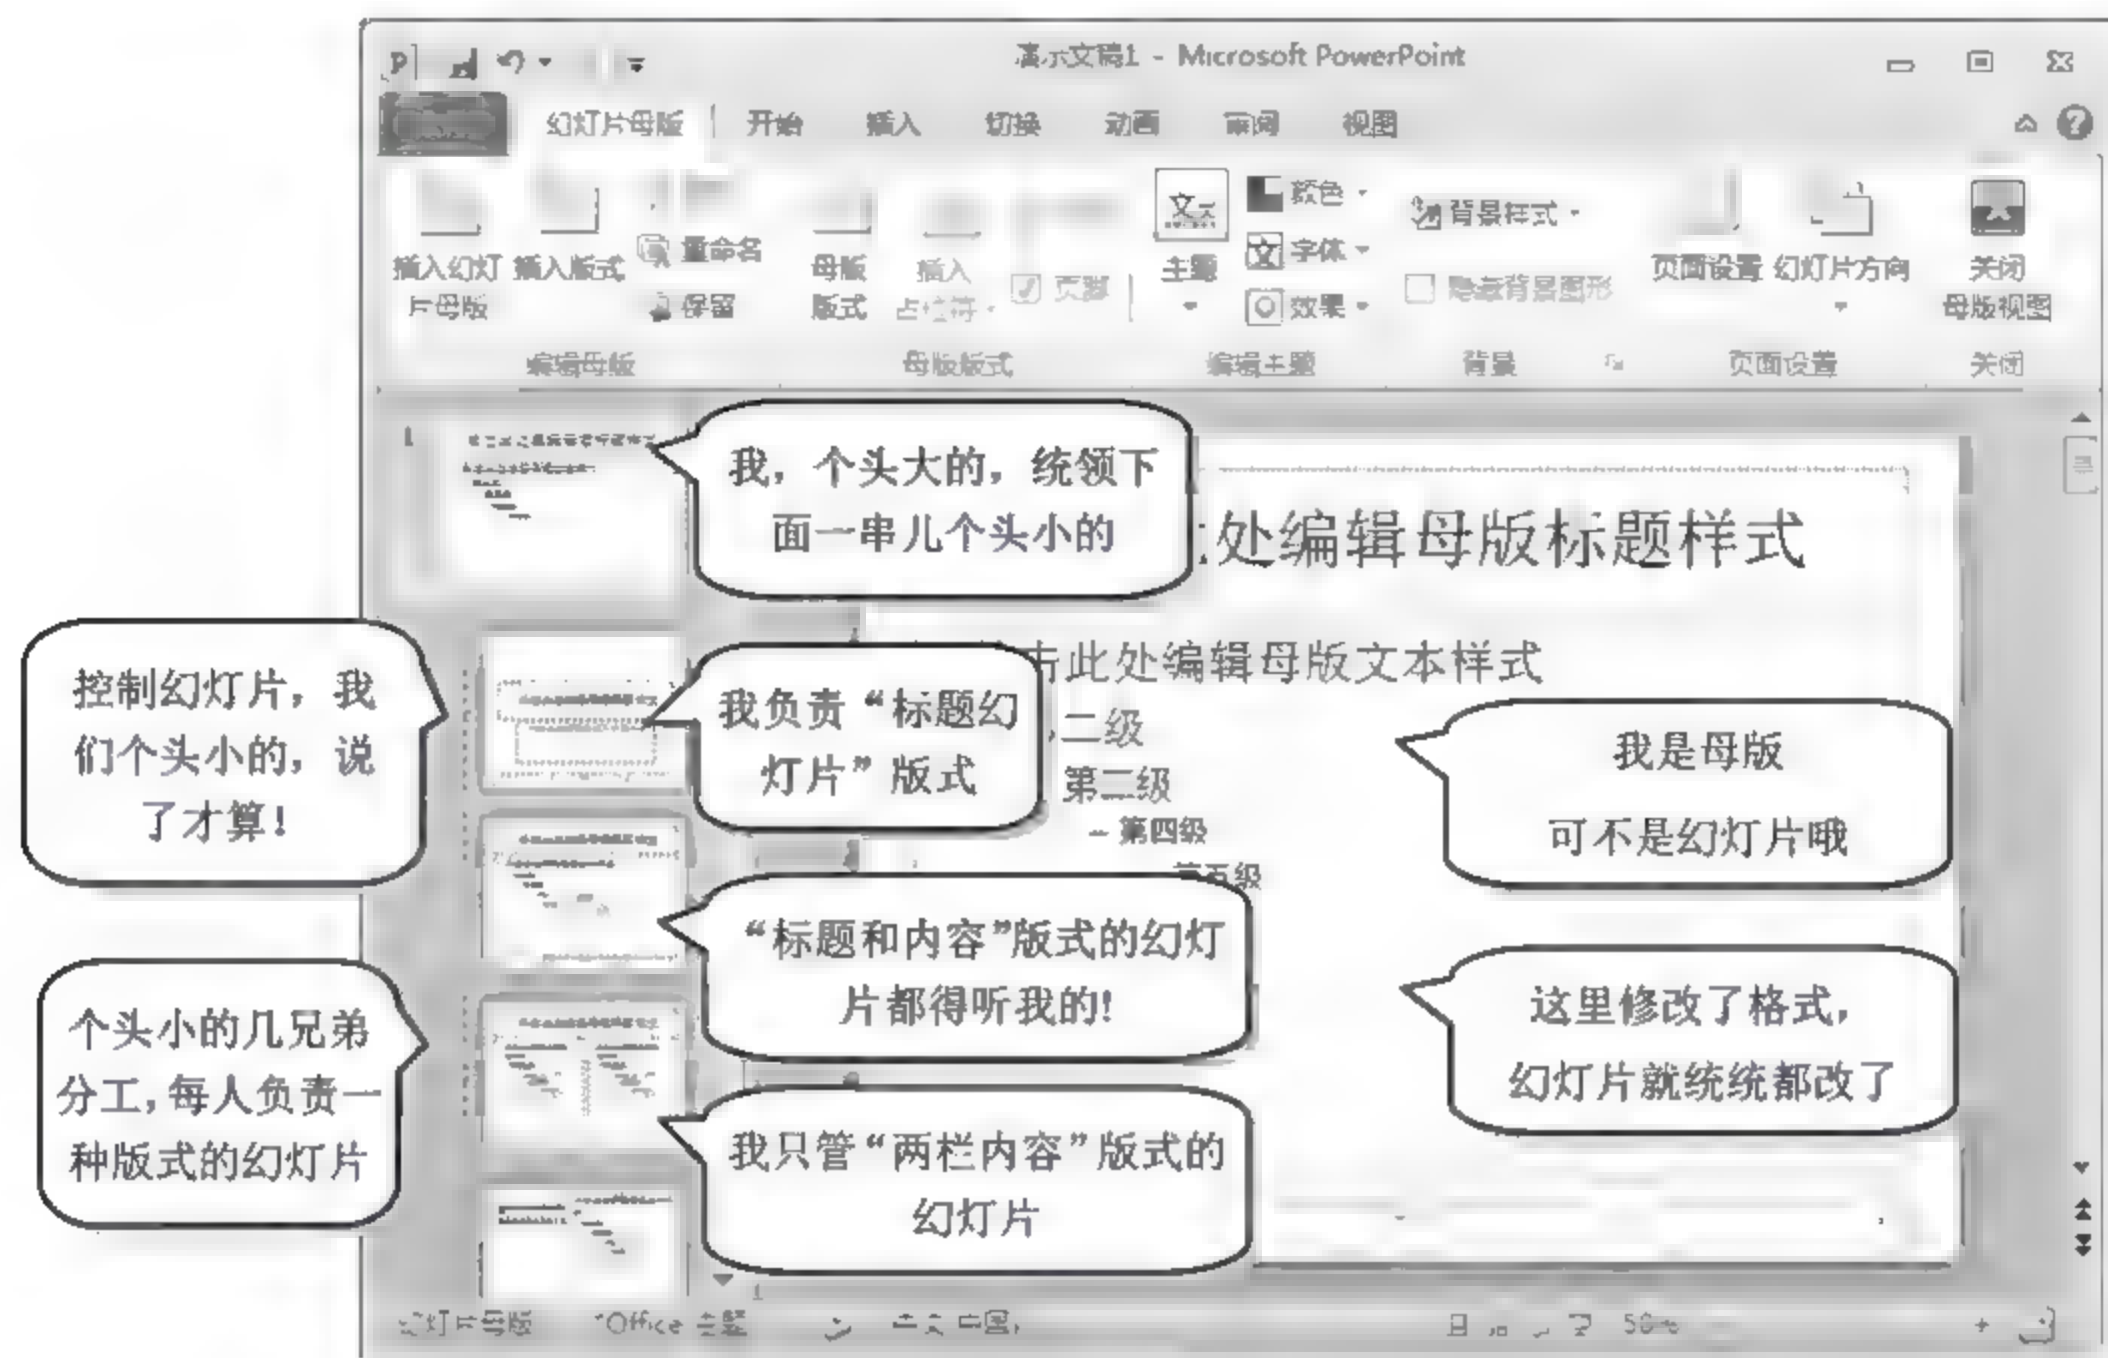 演示文稿1 - Microsoft PowerPoint
幻灯片母版 开始 插入 切换 动画 审阅 视图
插入幻灯片母版
插入版式
重命名
保留
母版版式
插入占位符
页脚
主题
颜色
字体
效果
背景样式
隐藏背景图形
页面设置
幻灯片方向
关闭母版视图
编辑母版 母版版式 编辑主题 背景 页面设置 关闭
1
我，个头大的，统领下
面一串儿个头小的
处编辑母版标题样式
控制幻灯片，我
们个头小的，说
了才算！
我负责“标题幻
灯片”版式
击此处编辑母版文本样式
二级
第三级
– 第四级
第五级
我是母版
可不是幻灯片哦
“标题和内容”版式的幻灯
片都得听我的!
这里修改了格式，
幻灯片就统统都改了
个头小的几兄弟
分工，每人负责一
种版式的幻灯片
我只管“两栏内容”版式的
幻灯片
幻灯片母版 "Office 主题